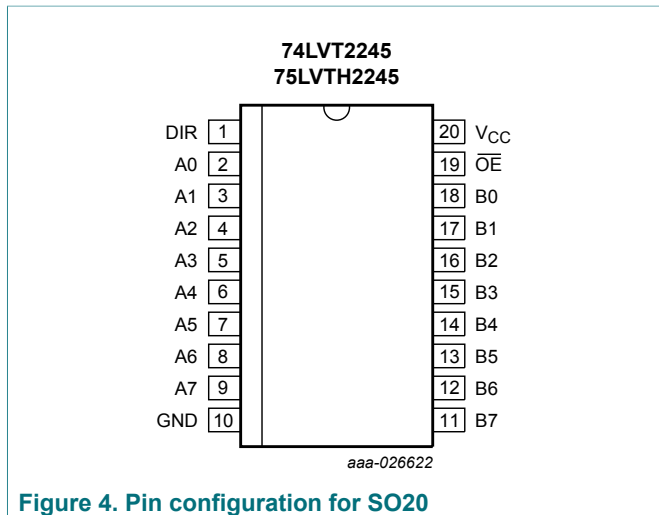 74LVT2245
75LVTH2245
DIR 1
20 VCC
A0 2
19 OE
A1 3
18 B0
A2 4
17 B1
A3 5
16 B2
A4 6
15 B3
A5 7
14 B4
A6 8
13 B5
A7 9
12 B6
GND 10
11 B7
aaa-026622
Figure 4. Pin configuration for SO20